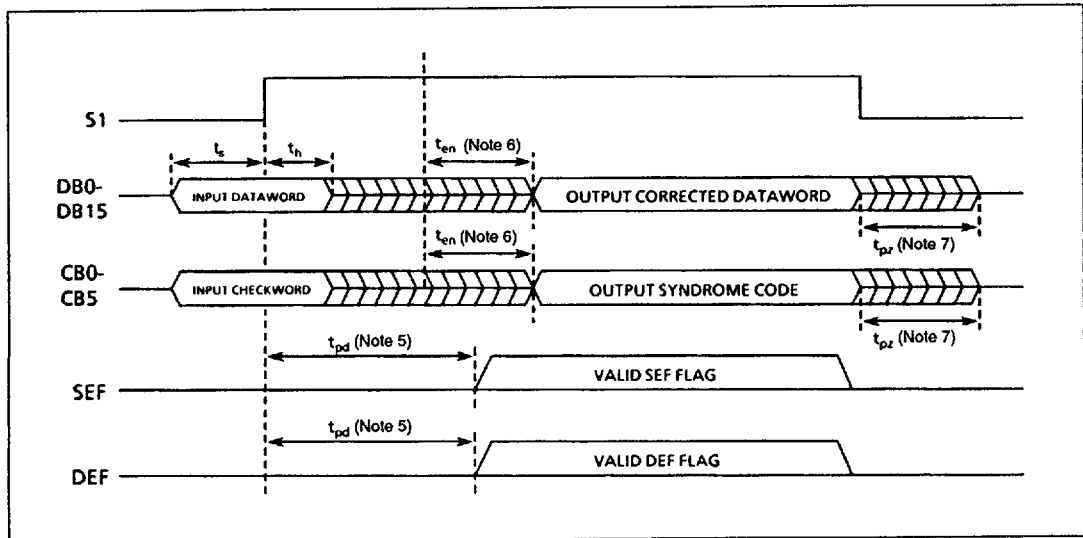 S1
t_s t_h t_en (Note 6)
DB0-
DB15
INPUT DATAWORD OUTPUT CORRECTED DATAWORD
t_en (Note 6) t_pz (Note 7)
CB0-
CB5
INPUT CHECKWORD OUTPUT SYNDROME CODE
t_pz (Note 7)
t_pd (Note 5)
SEF VALID SEF FLAG
t_pd (Note 5)
DEF VALID DEF FLAG